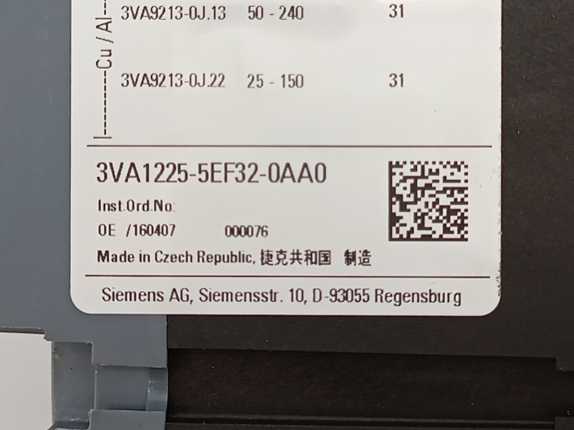 3VA9213-0J.13 50 - 240 31
Cu / Al
3VA9213-0J.22 25 - 150 31
3VA1225-5EF32-0AA0
Inst.Ord.No:
OE /160407 000076
Made in Czech Republic, 捷克共和国 制造
Siemens AG, Siemensstr. 10, D-93055 Regensburg